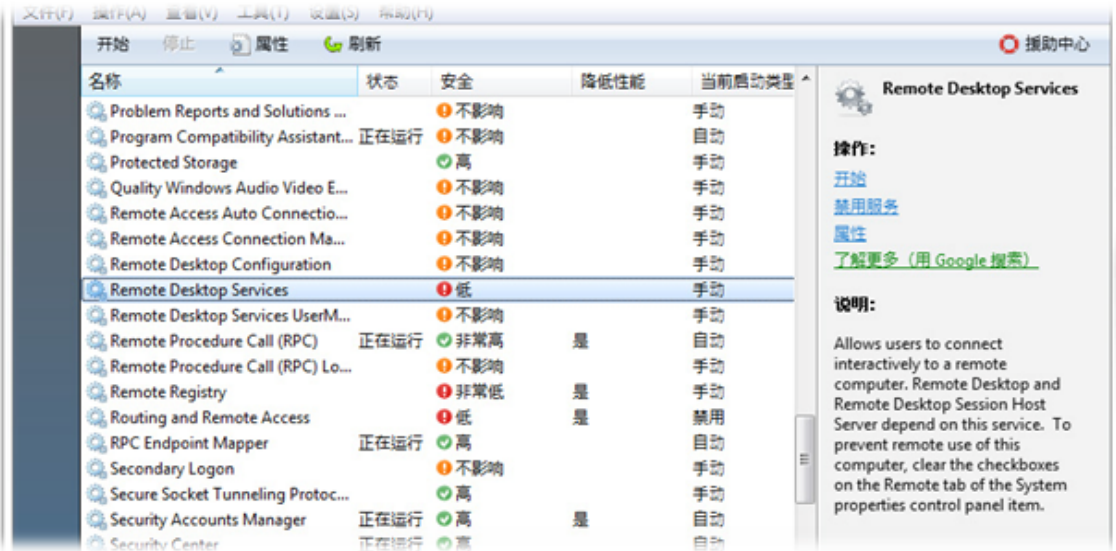 文件(F) 操作(A) 查看(V) 工具(T) 设置(S) 帮助(H)
开始 停止 属性 刷新 援助中心
名称 状态 安全 降低性能 当前启动类型
Problem Reports and Solutions ... 不影响 手动
Program Compatibility Assistant... 正在运行 不影响 自动
Protected Storage 高 手动
Quality Windows Audio Video E... 不影响 手动
Remote Access Auto Connectio... 不影响 手动
Remote Access Connection Ma... 不影响 手动
Remote Desktop Configuration 不影响 手动
Remote Desktop Services 低 手动
Remote Desktop Services UserM... 不影响 手动
Remote Procedure Call (RPC) 正在运行 非常高 是 自动
Remote Procedure Call (RPC) Lo... 不影响 手动
Remote Registry 非常低 是 手动
Routing and Remote Access 低 是 禁用
RPC Endpoint Mapper 正在运行 高 自动
Secondary Logon 不影响 手动
Secure Socket Tunneling Protoc... 高 手动
Security Accounts Manager 正在运行 高 是 自动
Security Center 正在运行 高 自动
Remote Desktop Services
操作:
开始
禁用服务
属性
了解更多（用 Google 搜索）
说明:
Allows users to connect
interactively to a remote
computer. Remote Desktop and
Remote Desktop Session Host
Server depend on this service. To
prevent remote use of this
computer, clear the checkboxes
on the Remote tab of the System
properties control panel item.